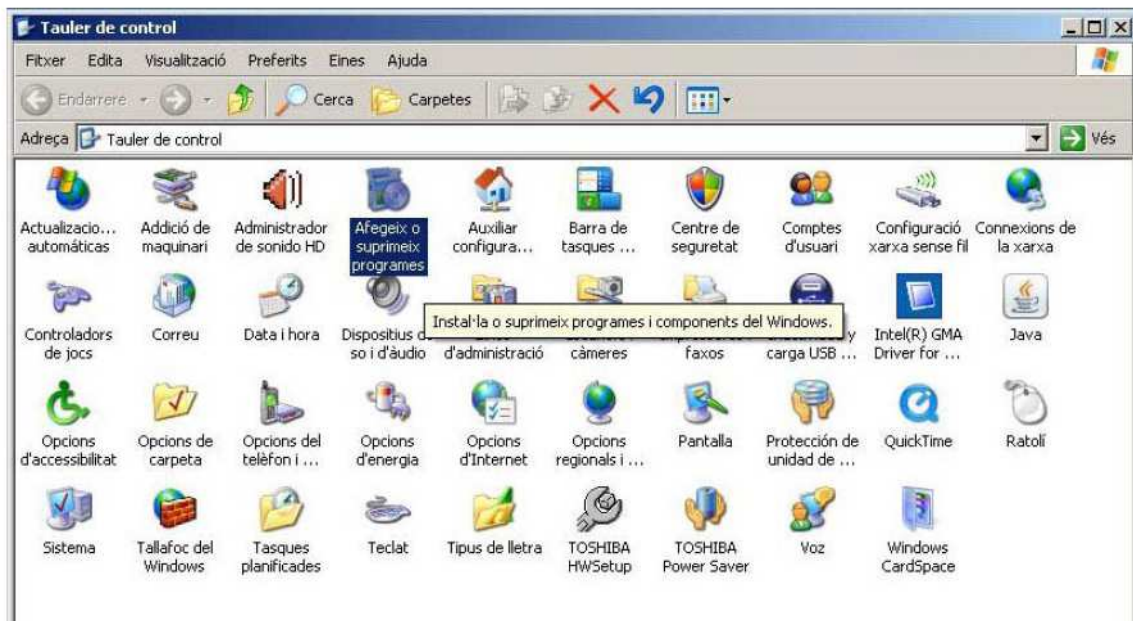 Tauler de control
Fitxer Edita Visualització Preferits Eines Ajuda
Endarrere Cerca Carpetes
Adreça Tauler de control Vés
Actualizacio... automáticas
Addició de maquinari
Administrador de sonido HD
Afegeix o suprimeix programes
Auxiliar configura...
Barra de tasques ...
Centre de seguretat
Comptes d'usuari
Configuració xarxa sense fil
Connexions de la xarxa
Instal·la o suprimeix programes i components del Windows.
Controladors de jocs
Correu
Data i hora
Dispositius de so i d'àudio
d'administració
càmeres
faxos
y carga USB ...
Intel(R) GMA Driver for ...
Java
Opcions d'accessibilitat
Opcions de carpeta
Opcions del telèfon i ...
Opcions d'energia
Opcions d'Internet
Opcions regionals i ...
Pantalla
Protección de unidad de ...
QuickTime
Ratolí
Sistema
Tallafoc del Windows
Tasques planificades
Teclat
Tipus de lletra
TOSHIBA HWSetup
TOSHIBA Power Saver
Voz
Windows CardSpace